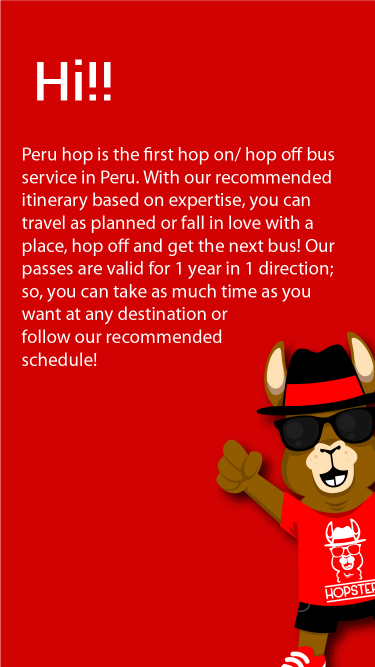 Hi!!
Peru hop is the first hop on/ hop off bus
service in Peru. With our recommended
itinerary based on expertise, you can
travel as planned or fall in love with a
place, hop off and get the next bus! Our
passes are valid for 1 year in 1 direction;
so, you can take as much time as you
want at any destination or
follow our recommended
schedule!
HOPSTER